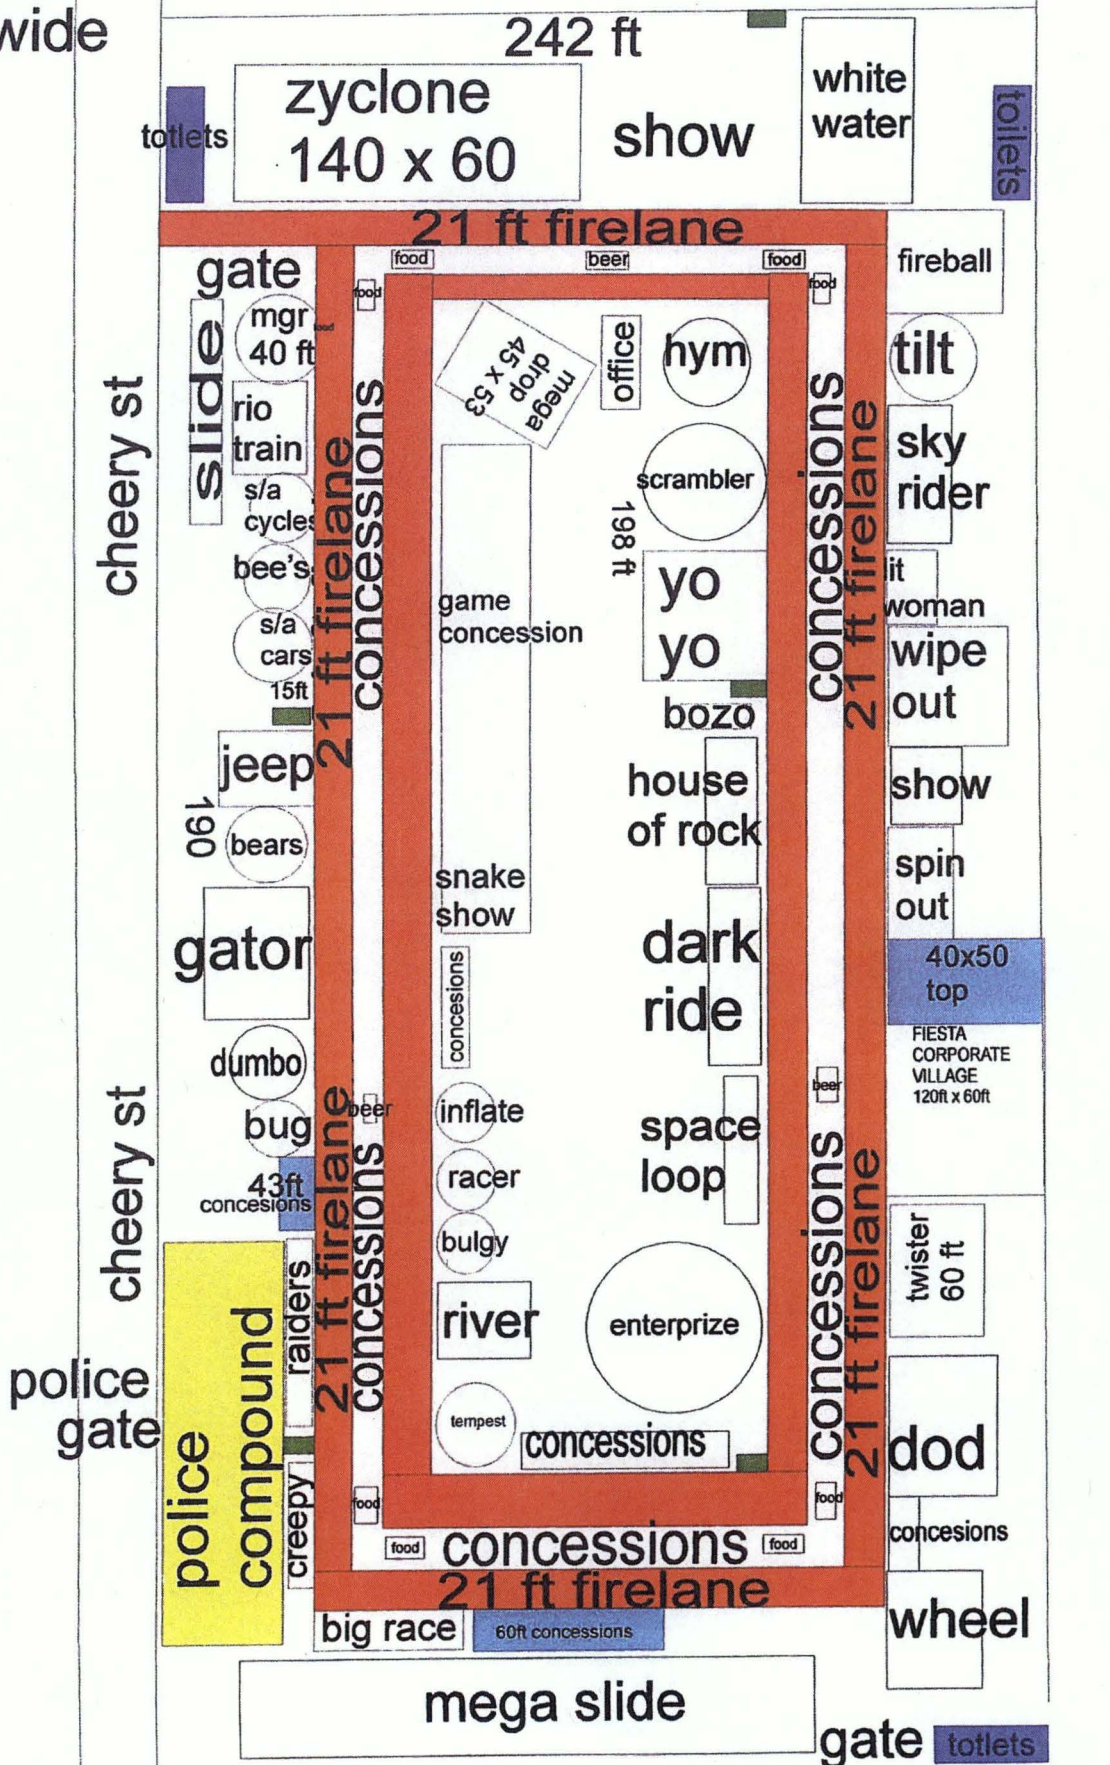 wide
242 ft
zyclone
140 x 60
show
white
water
totlets
toilets
21 ft firelane
food
beer
food
gate
food
food
fireball
slide
mgr
40 ft
food
mega
drop
45 x 53
office
hym
tilt
rio
train
cheery st
scrambler
sky
rider
s/a
cycles
198 ft
21 ft firelane
concessions
concessions
21 ft firelane
bee's
yo
yo
lit
woman
game
concession
s/a
cars
wipe
out
15ft
bozo
jeep
house
of rock
show
190
bears
snake
show
spin
out
gator
dark
ride
40x50
top
concesions
FIESTA
CORPORATE
VILLAGE
120ft x 60ft
dumbo
beer
beer
inflate
bug
space
loop
cheery st
43ft
concesions
racer
21 ft firelane
concessions
concessions
21 ft firelane
bulgy
twister
60 ft
raiders
river
enterprize
police
gate
police
compound
tempest
concessions
dod
creepy
food
food
concesions
food
concessions
food
21 ft firelane
big race
60ft concessions
wheel
mega slide
gate
totlets